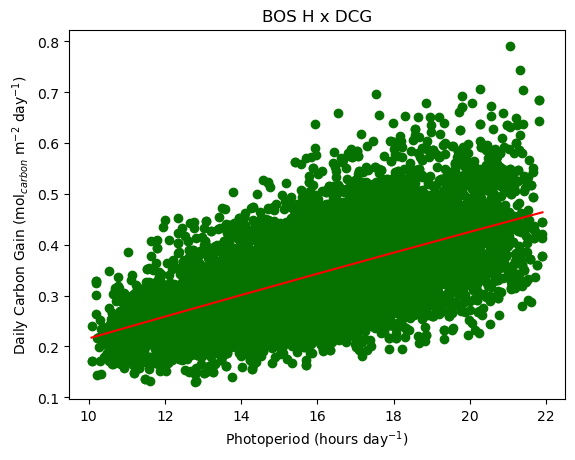 BOS H x DCG
Daily Carbon Gain (mol_carbon m⁻² day⁻¹)
0.8
0.7
0.6
0.5
0.4
0.3
0.2
0.1
10 12 14 16 18 20 22
Photoperiod (hours day⁻¹)